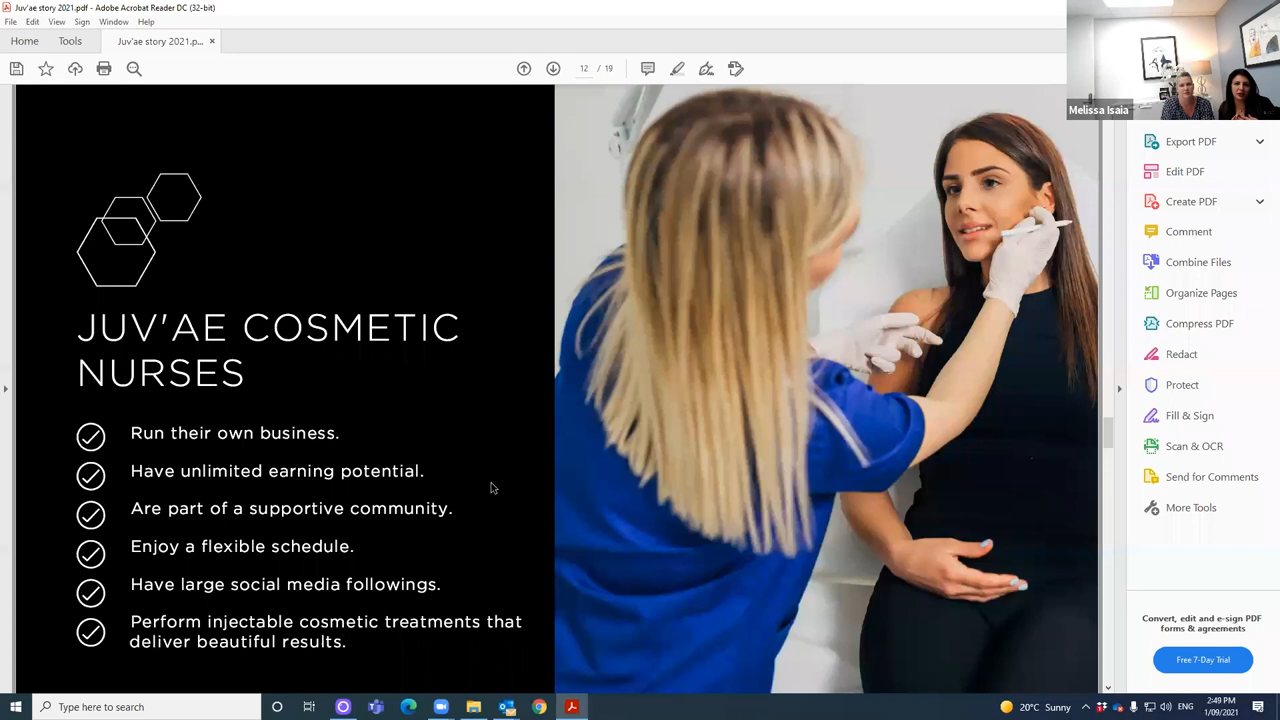 Juv'ae story 2021.pdf - Adobe Acrobat Reader DC (32-bit)
File Edit View Sign Window Help
Home Tools Juv'ae story 2021.p... ×
12 / 19
Melissa Isaia
JUV'AE COSMETIC
NURSES
Run their own business.
Have unlimited earning potential.
Are part of a supportive community.
Enjoy a flexible schedule.
Have large social media followings.
Perform injectable cosmetic treatments that
deliver beautiful results.
Export PDF
Edit PDF
Create PDF
Comment
Combine Files
Organize Pages
Compress PDF
Redact
Protect
Fill & Sign
Scan & OCR
Send for Comments
More Tools
Convert, edit and e-sign PDF
forms & agreements
Free 7-Day Trial
Type here to search
20°C Sunny
ENG
2:49 PM
1/09/2021